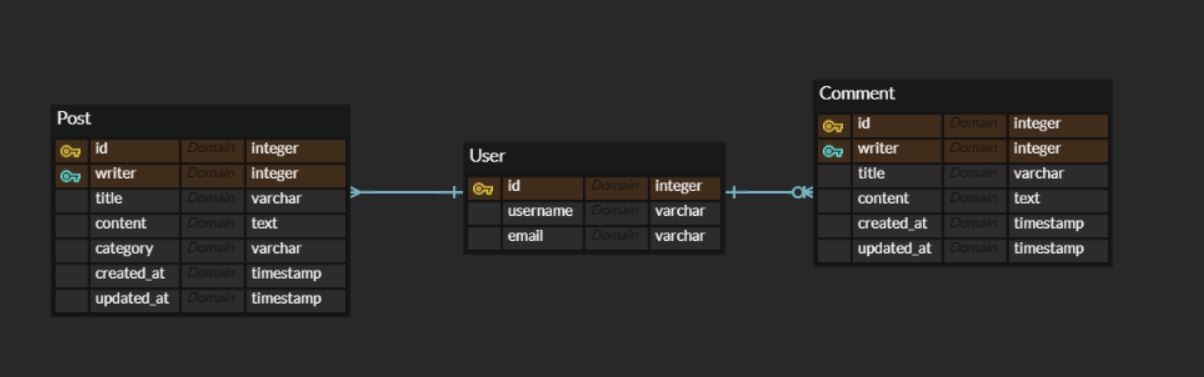 Post
id Domain integer
writer Domain integer
title Domain varchar
content Domain text
category Domain varchar
created_at Domain timestamp
updated_at Domain timestamp
User
id Domain integer
username Domain varchar
email Domain varchar
Comment
id Domain integer
writer Domain integer
title Domain varchar
content Domain text
created_at Domain timestamp
updated_at Domain timestamp